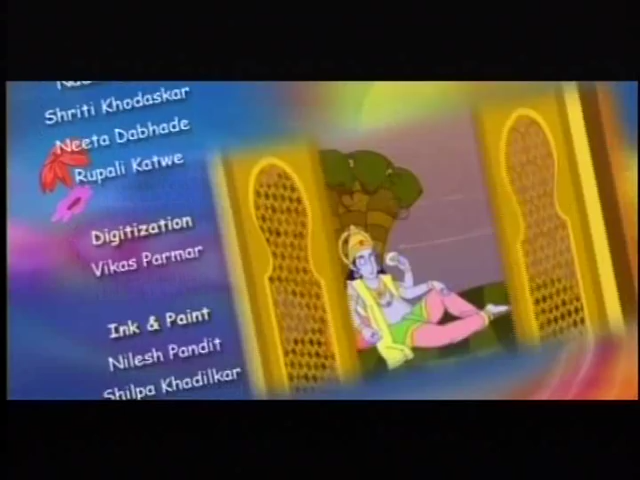 Shriti Khodaskar
Neeta Dabhade
Rupali Katwe
Digitization
Vikas Parmar
Ink & Paint
Nilesh Pandit
Shilpa Khadilkar